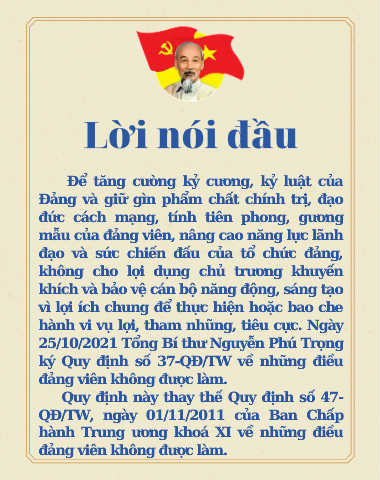 Lời nói đầu
Để tăng cường kỷ cương, kỷ luật của
Đảng và giữ gìn phẩm chất chính trị, đạo
đức cách mạng, tính tiên phong, gương
mẫu của đảng viên, nâng cao năng lực lãnh
đạo và sức chiến đấu của tổ chức đảng,
không cho lợi dụng chủ trương khuyến
khích và bảo vệ cán bộ năng động, sáng tạo
vì lợi ích chung để thực hiện hoặc bao che
hành vi vụ lợi, tham nhũng, tiêu cực. Ngày
25/10/2021 Tổng Bí thư Nguyễn Phú Trọng
ký Quy định số 37-QĐ/TW về những điều
đảng viên không được làm.
Quy định này thay thế Quy định số 47-
QĐ/TW, ngày 01/11/2011 của Ban Chấp
hành Trung ương khoá XI về những điều
đảng viên không được làm.